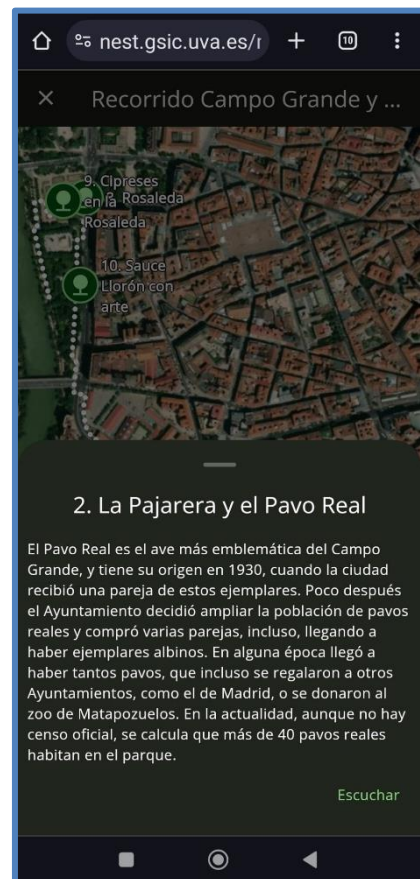 nest.gsic.uva.es/r
10
Recorrido Campo Grande y ...
9. Cipreses
en la Rosaleda
Rosaleda
10. Sauce
Llorón con
arte
2. La Pajarera y el Pavo Real
El Pavo Real es el ave más emblemática del Campo
Grande, y tiene su origen en 1930, cuando la ciudad
recibió una pareja de estos ejemplares. Poco después
el Ayuntamiento decidió ampliar la población de pavos
reales y compró varias parejas, incluso, llegando a
haber ejemplares albinos. En alguna época llegó a
haber tantos pavos, que incluso se regalaron a otros
Ayuntamientos, como el de Madrid, o se donaron al
zoo de Matapozuelos. En la actualidad, aunque no hay
censo oficial, se calcula que más de 40 pavos reales
habitan en el parque.
Escuchar